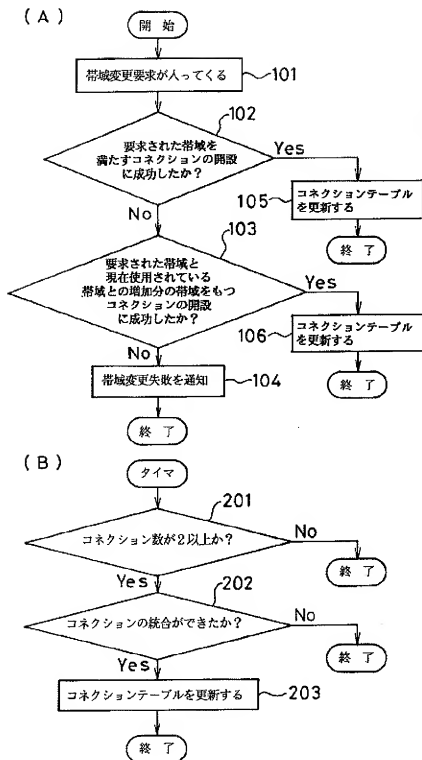 (A)
開始
帯域変更要求が入ってくる
101
102
要求された帯域を
満たすコネクションの開設
に成功したか?
Yes
No
105
コネクションテーブル
を更新する
終了
103
要求された帯域と
現在使用されている
帯域との増加分の帯域をもつ
コネクションの開設
に成功したか?
Yes
No
106
コネクションテーブル
を更新する
終了
帯域変更失敗を通知
104
終了
(B)
タイマ
201
コネクション数が2以上か?
No
終了
Yes
202
コネクションの統合ができたか?
No
終了
Yes
コネクションテーブルを更新する
203
終了